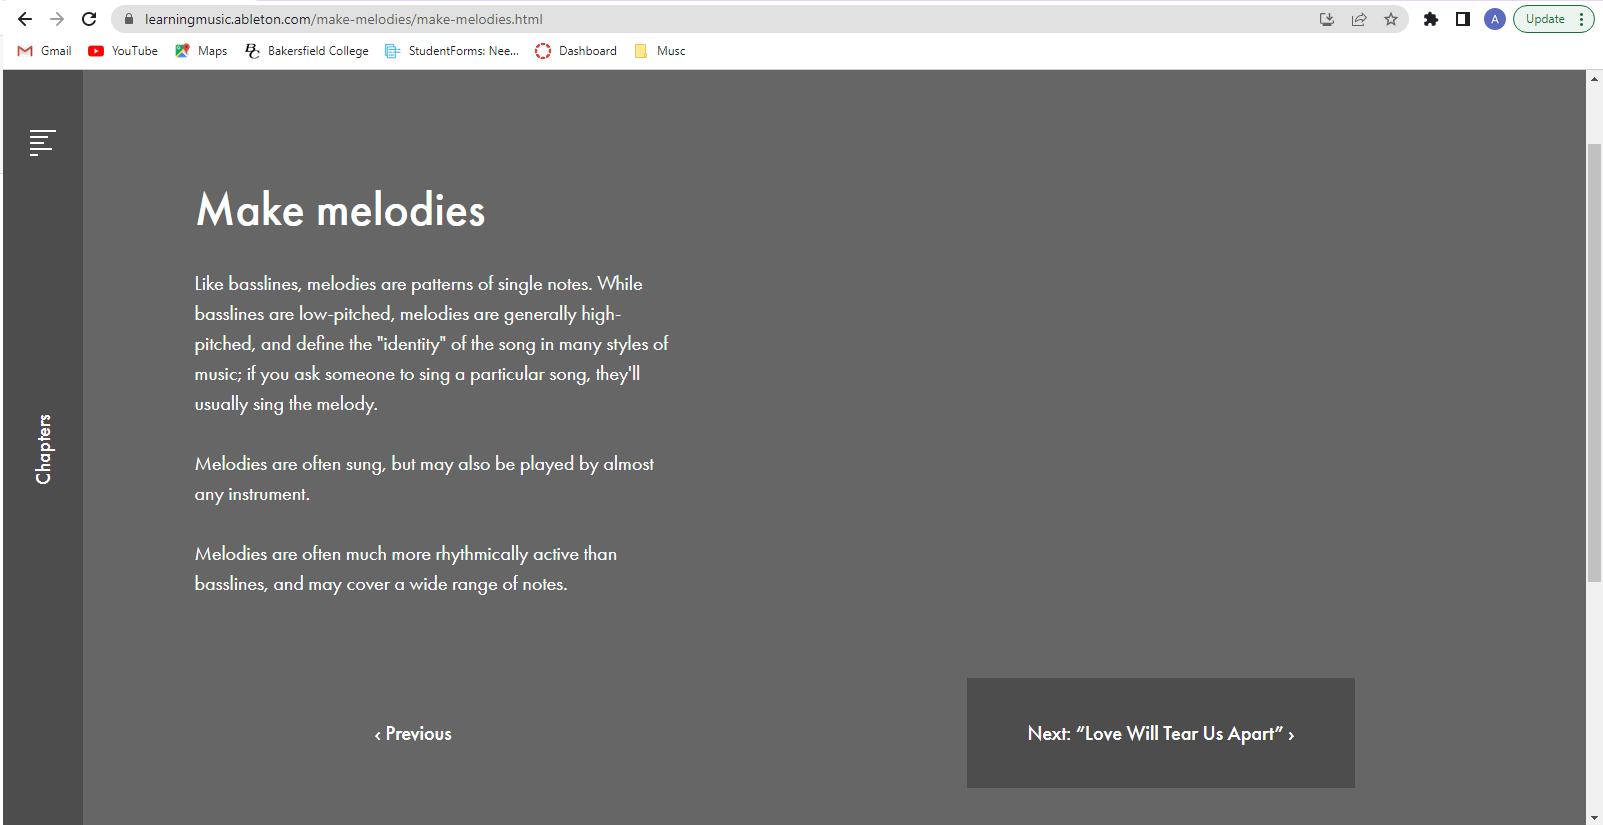 learningmusic.ableton.com/make-melodies/make-melodies.html
A
Update
Gmail
YouTube
Maps
BC
Bakersfield College
StudentForms: Nee...
Dashboard
Musc
Make melodies
Like basslines, melodies are patterns of single notes. While
basslines are low-pitched, melodies are generally high-
pitched, and define the "identity" of the song in many styles of
music; if you ask someone to sing a particular song, they'll
usually sing the melody.
Melodies are often sung, but may also be played by almost
any instrument.
Melodies are often much more rhythmically active than
basslines, and may cover a wide range of notes.
Chapters
‹ Previous
Next: “Love Will Tear Us Apart” ›